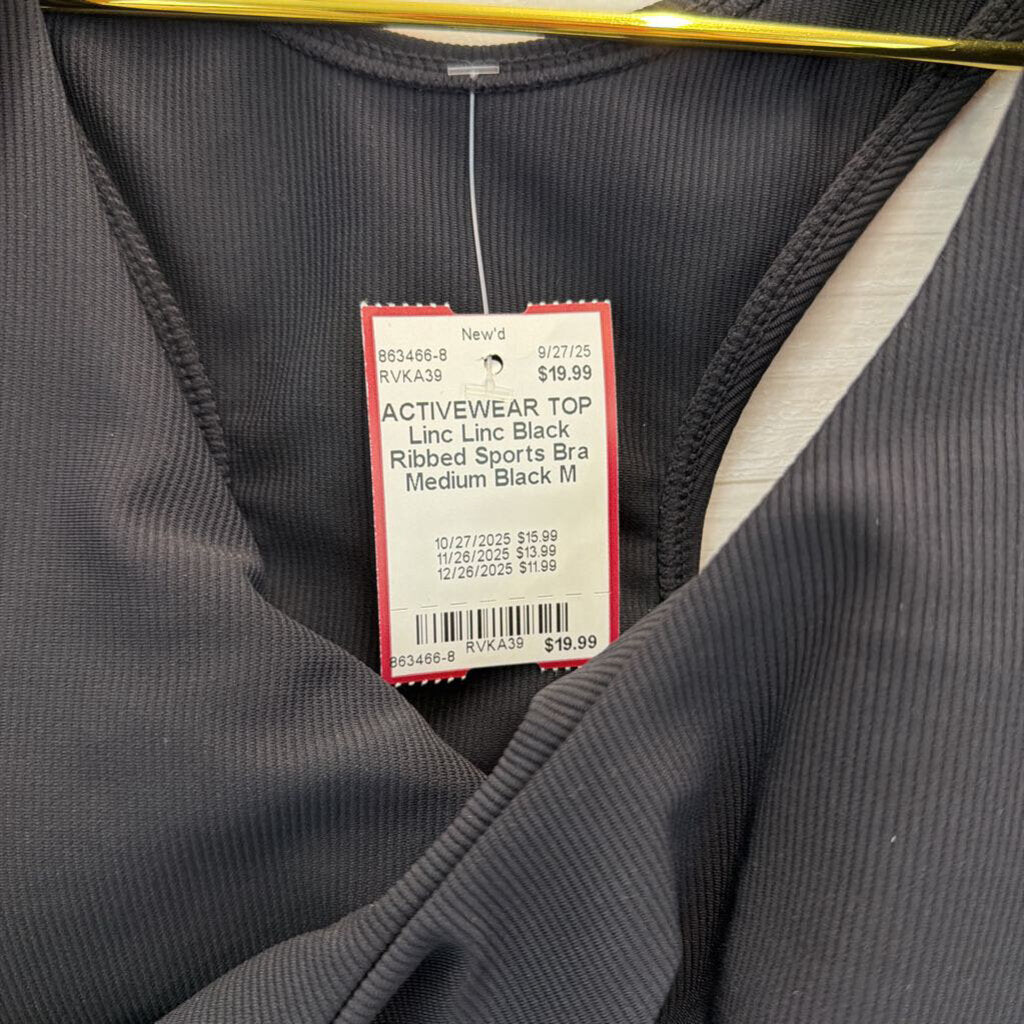 New'd
863466-8 9/27/25
RVKA39 $19.99
ACTIVEWEAR TOP
Linc Linc Black
Ribbed Sports Bra
Medium Black M
10/27/2025 $15.99
11/26/2025 $13.99
12/26/2025 $11.99
863466-8 RVKA39 $19.99